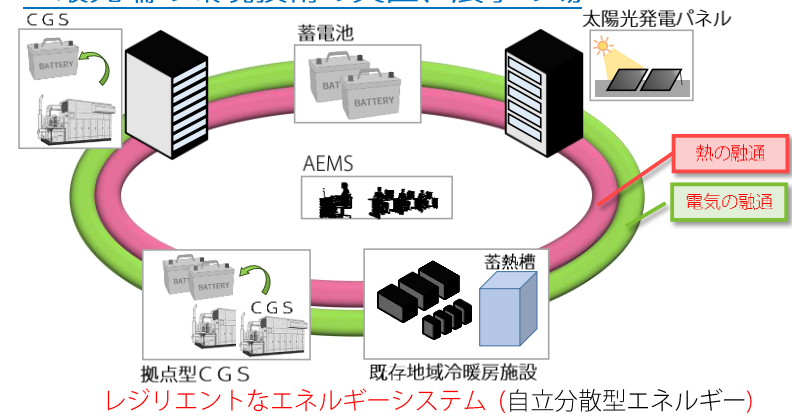 CGS
BATTERY
蓄電池
BATTERY
BATTERY
太陽光発電パネル
AEMS
熱の融通
電気の融通
BATTERY
BATTERY
CGS
蓄熱槽
拠点型CGS
既存地域冷暖房施設
レジリエントなエネルギーシステム (自立分散型エネルギー)